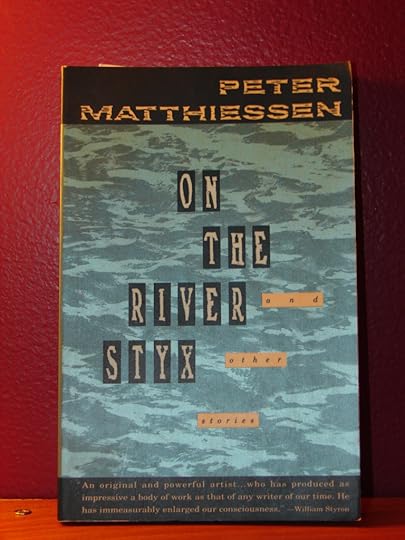 PETER
MATTHIESSEN
ON
THE
RIVER and
STYX other
stories
"An original and powerful artist...who has produced as
impressive a body of work as that of any writer of our time. He
has immeasurably enlarged our consciousness." —William Styron